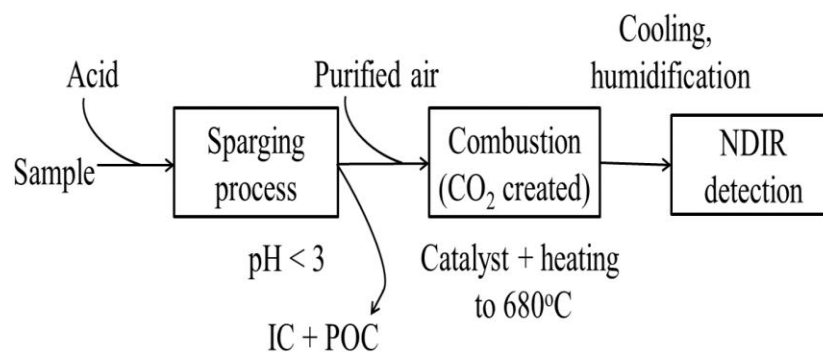 Acid
Sample
Sparging
process
pH < 3
IC + POC
Purified air
Combustion
(CO₂ created)
Catalyst + heating
to 680ºC
Cooling,
humidification
NDIR
detection